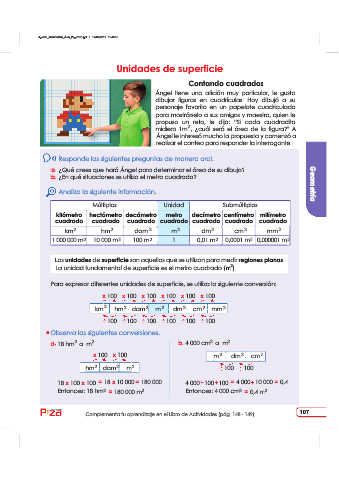 Unidades de superficie
Contando cuadrados
Ángel tiene una afición muy particular, le gusta
dibujar figuras en cuadrículas. Hoy dibujó a su
personaje favorito en un papelote cuadriculado
para mostrárselo a sus amigos y maestro, quien le
propuso un reto, le dijo: "Si cada cuadradito
midiera 1m², ¿cuál será el área de la figura?" A
Ángel le interesó mucho la propuesta y comenzó a
realizar el conteo para responder la interrogante.
Responde las siguientes preguntas de manera oral.
a. ¿Qué crees que hará Ángel para determinar el área de su dibujo?
b. ¿En qué situaciones se utiliza el metro cuadrado?
Analiza la siguiente información.
Geometría
Múltiplos Unidad Submúltiplos
kilómetro cuadrado hectómetro cuadrado decámetro cuadrado metro cuadrado decímetro cuadrado centímetro cuadrado milímetro cuadrado
km² hm² dam² m² dm² cm² mm²
1 000 000 m² 10 000 m² 100 m² 1 0,01 m² 0,0001 m² 0,000001 m²
Las unidades de superficie son aquellas que se utilizan para medir regiones planas.
La unidad fundamental de superficie es el metro cuadrado (m²)
Para expresar diferentes unidades de superficie, se utiliza la siguiente conversión:
x 100 x 100 x 100 x 100 x 100 x 100
km² hm² dam² m² dm² cm² mm²
÷ 100 ÷ 100 ÷ 100 ÷ 100 ÷ 100 ÷ 100
• Observa las siguientes conversiones.
a. 18 hm² a m²
x 100 x 100
hm² dam² m²
18 x 100 x 100 = 18 x 10 000 = 180 000
Entonces: 18 hm² = 180 000 m²
b. 4 000 cm² a m²
m² dm² cm²
÷ 100 ÷ 100
4 000 ÷ 100 ÷ 100 = 4 000 ÷ 10 000 = 0,4
Entonces: 4 000 cm² = 0,4 m²
Complementa tu aprendizaje en el Libro de Actividades (pág. 148 - 149)
107